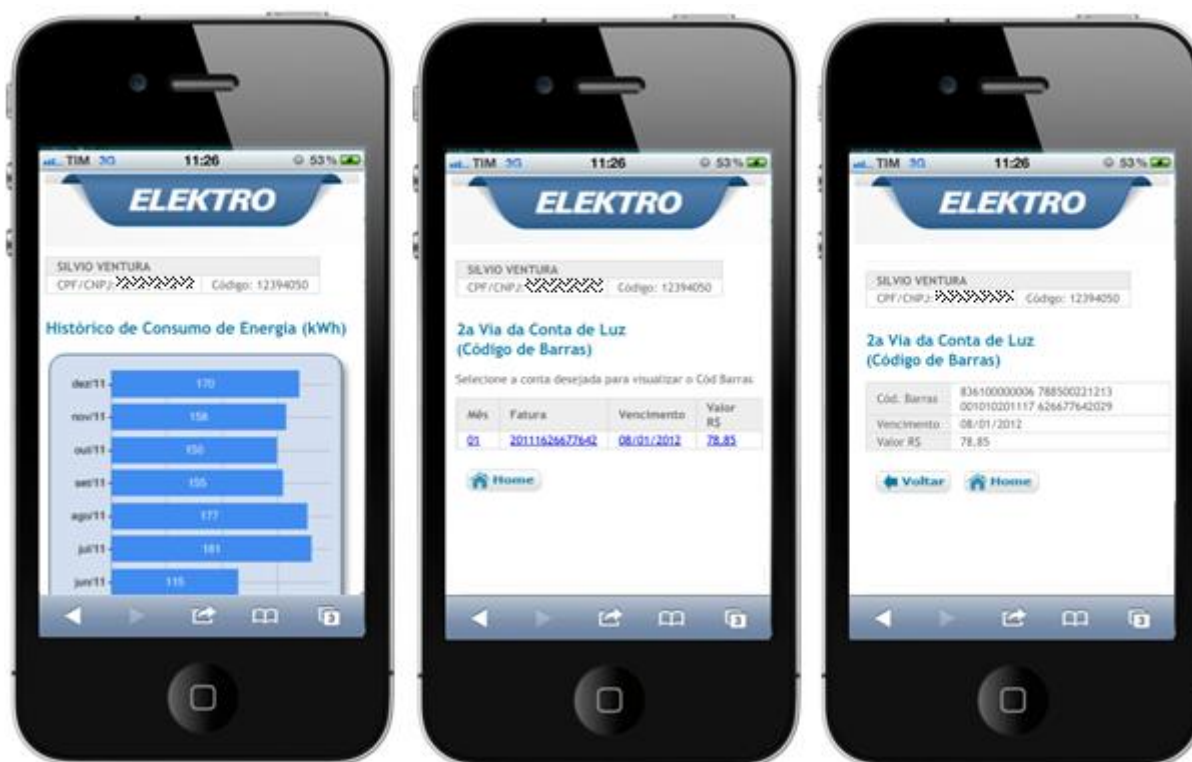 TIM 3G 11:26 53%
ELEKTRO
SILVIO VENTURA
CPF/CNPJ: Código: 12394050
Histórico de Consumo de Energia (kWh)
dez/11 170
nov/11 158
out/11 150
set/11 155
ago/11 177
jul/11 181
jun/11 115
3
TIM 3G 11:26 53%
ELEKTRO
SILVIO VENTURA
CPF/CNPJ: Código: 12394050
2a Via da Conta de Luz
(Código de Barras)
Selecione a conta desejada para visualizar o Cód Barras
Mês Fatura Vencimento Valor R$
01 20111626677642 08/01/2012 78,85
Home
3
TIM 3G 11:26 53%
ELEKTRO
SILVIO VENTURA
CPF/CNPJ: Código: 12394050
2a Via da Conta de Luz
(Código de Barras)
Cód. Barras 836100000006 788500221213
001010201117 626677642029
Vencimento 08/01/2012
Valor R$ 78,85
Voltar Home
3